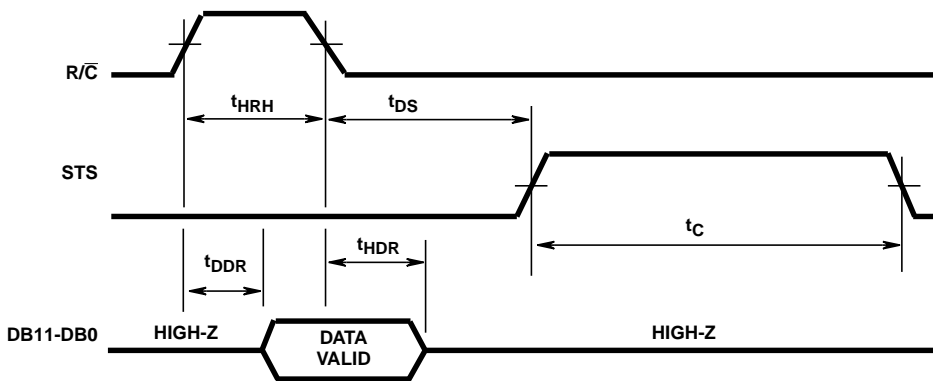 R/C̅
tHRH
tDS
STS
tC
tHDR
tDDR
DB11-DB0
HIGH-Z
DATA
VALID
HIGH-Z